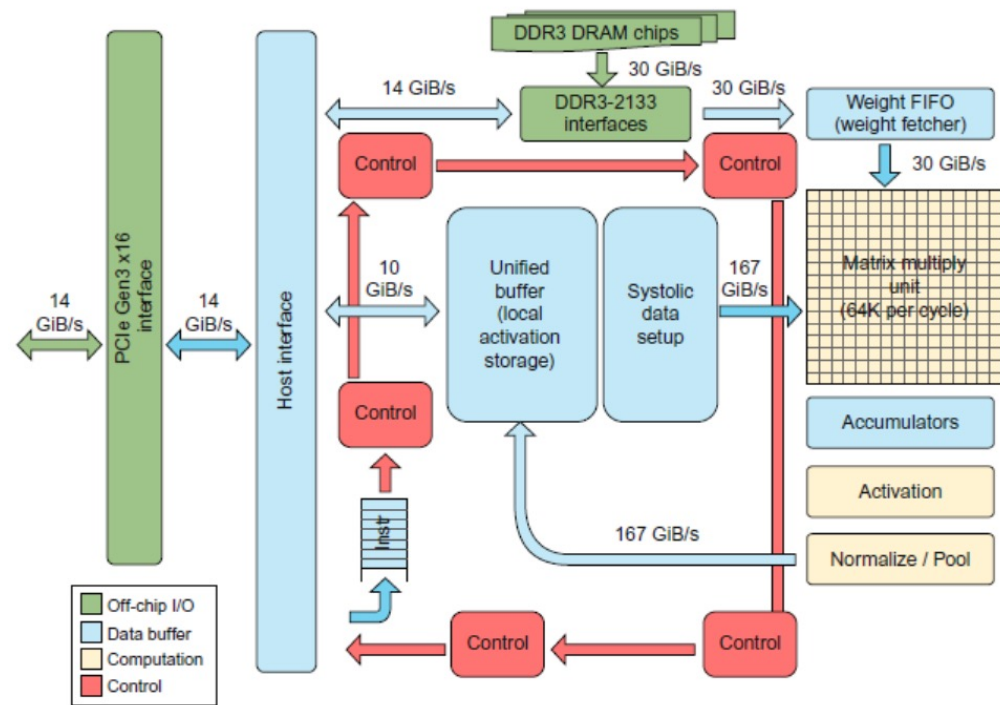 DDR3 DRAM chips
30 GiB/s
14 GiB/s
30 GiB/s
DDR3-2133
interfaces
Weight FIFO
(weight fetcher)
30 GiB/s
Control
Control
PCIe Gen3 x16
interface
Host interface
14
GiB/s
14
GiB/s
10
GiB/s
Unified
buffer
(local
activation
storage)
Systolic
data
setup
167
GiB/s
Matrix multiply
unit
(64K per cycle)
Control
Accumulators
Activation
Instr
167 GiB/s
Normalize / Pool
Off-chip I/O
Data buffer
Computation
Control
Control
Control